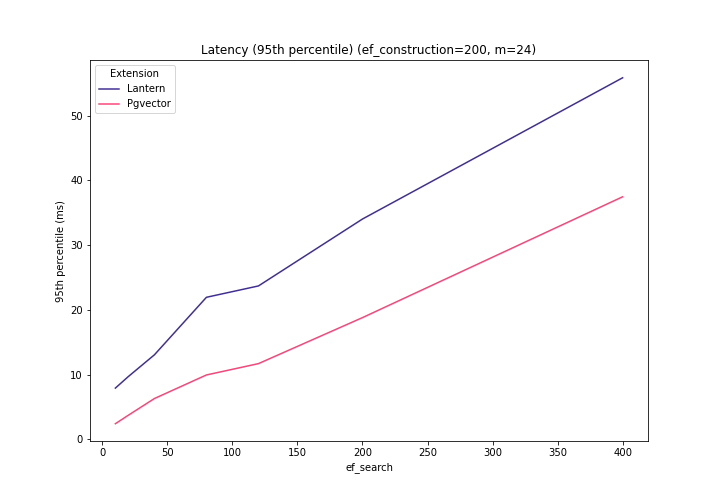 Latency (95th percentile) (ef_construction=200, m=24)
Extension
Lantern
Pgvector
95th percentile (ms)
50
40
30
20
10
0
0 50 100 150 200 250 300 350 400
ef_search